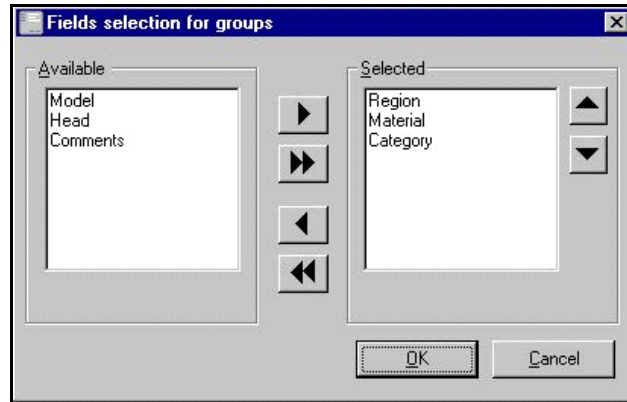 Fields selection for groups
Available
Model
Head
Comments
Selected
Region
Material
Category
OK
Cancel